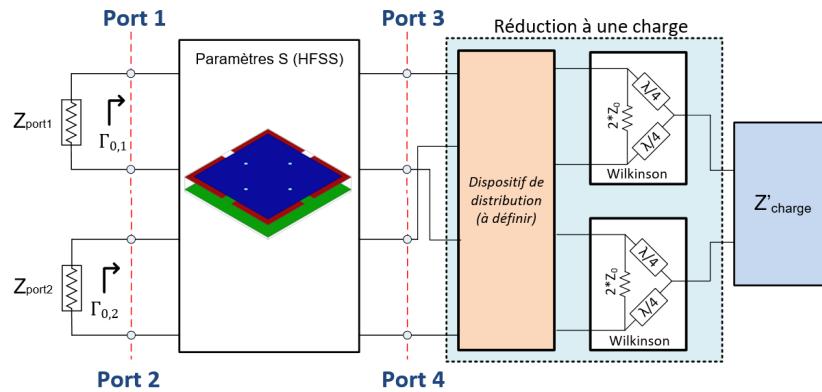 Port 1
Port 3
Réduction à une charge
Paramètres S (HFSS)
Zport1
Γ0,1
2*Z0
λ/4
λ/4
Wilkinson
Dispositif de
distribution
(à définir)
Z'charge
Zport2
Γ0,2
2*Z0
λ/4
λ/4
Wilkinson
Port 2
Port 4